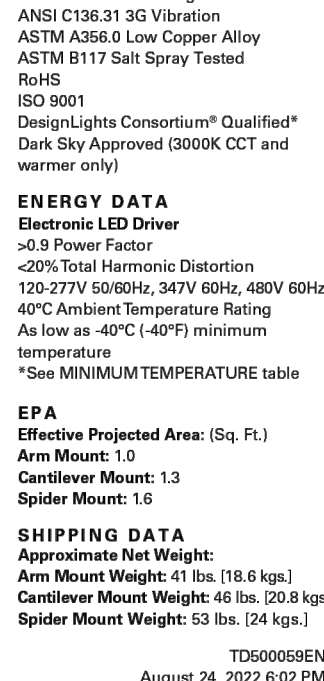 ANSI C136.31 3G Vibration
ASTM A356.0 Low Copper Alloy
ASTM B117 Salt Spray Tested
RoHS
ISO 9001
DesignLights Consortium® Qualified*
Dark Sky Approved (3000K CCT and
warmer only)
ENERGY DATA
Electronic LED Driver
>0.9 Power Factor
<20% Total Harmonic Distortion
120-277V 50/60Hz, 347V 60Hz, 480V 60Hz
40°C Ambient Temperature Rating
As low as -40°C (-40°F) minimum
temperature
*See MINIMUM TEMPERATURE table
EPA
Effective Projected Area: (Sq. Ft.)
Arm Mount: 1.0
Cantilever Mount: 1.3
Spider Mount: 1.6
SHIPPING DATA
Approximate Net Weight:
Arm Mount Weight: 41 lbs. [18.6 kgs.]
Cantilever Mount Weight: 46 lbs. [20.8 kgs
Spider Mount Weight: 53 lbs. [24 kgs.]
TD500059EN
August 24, 2022 6:02 PM